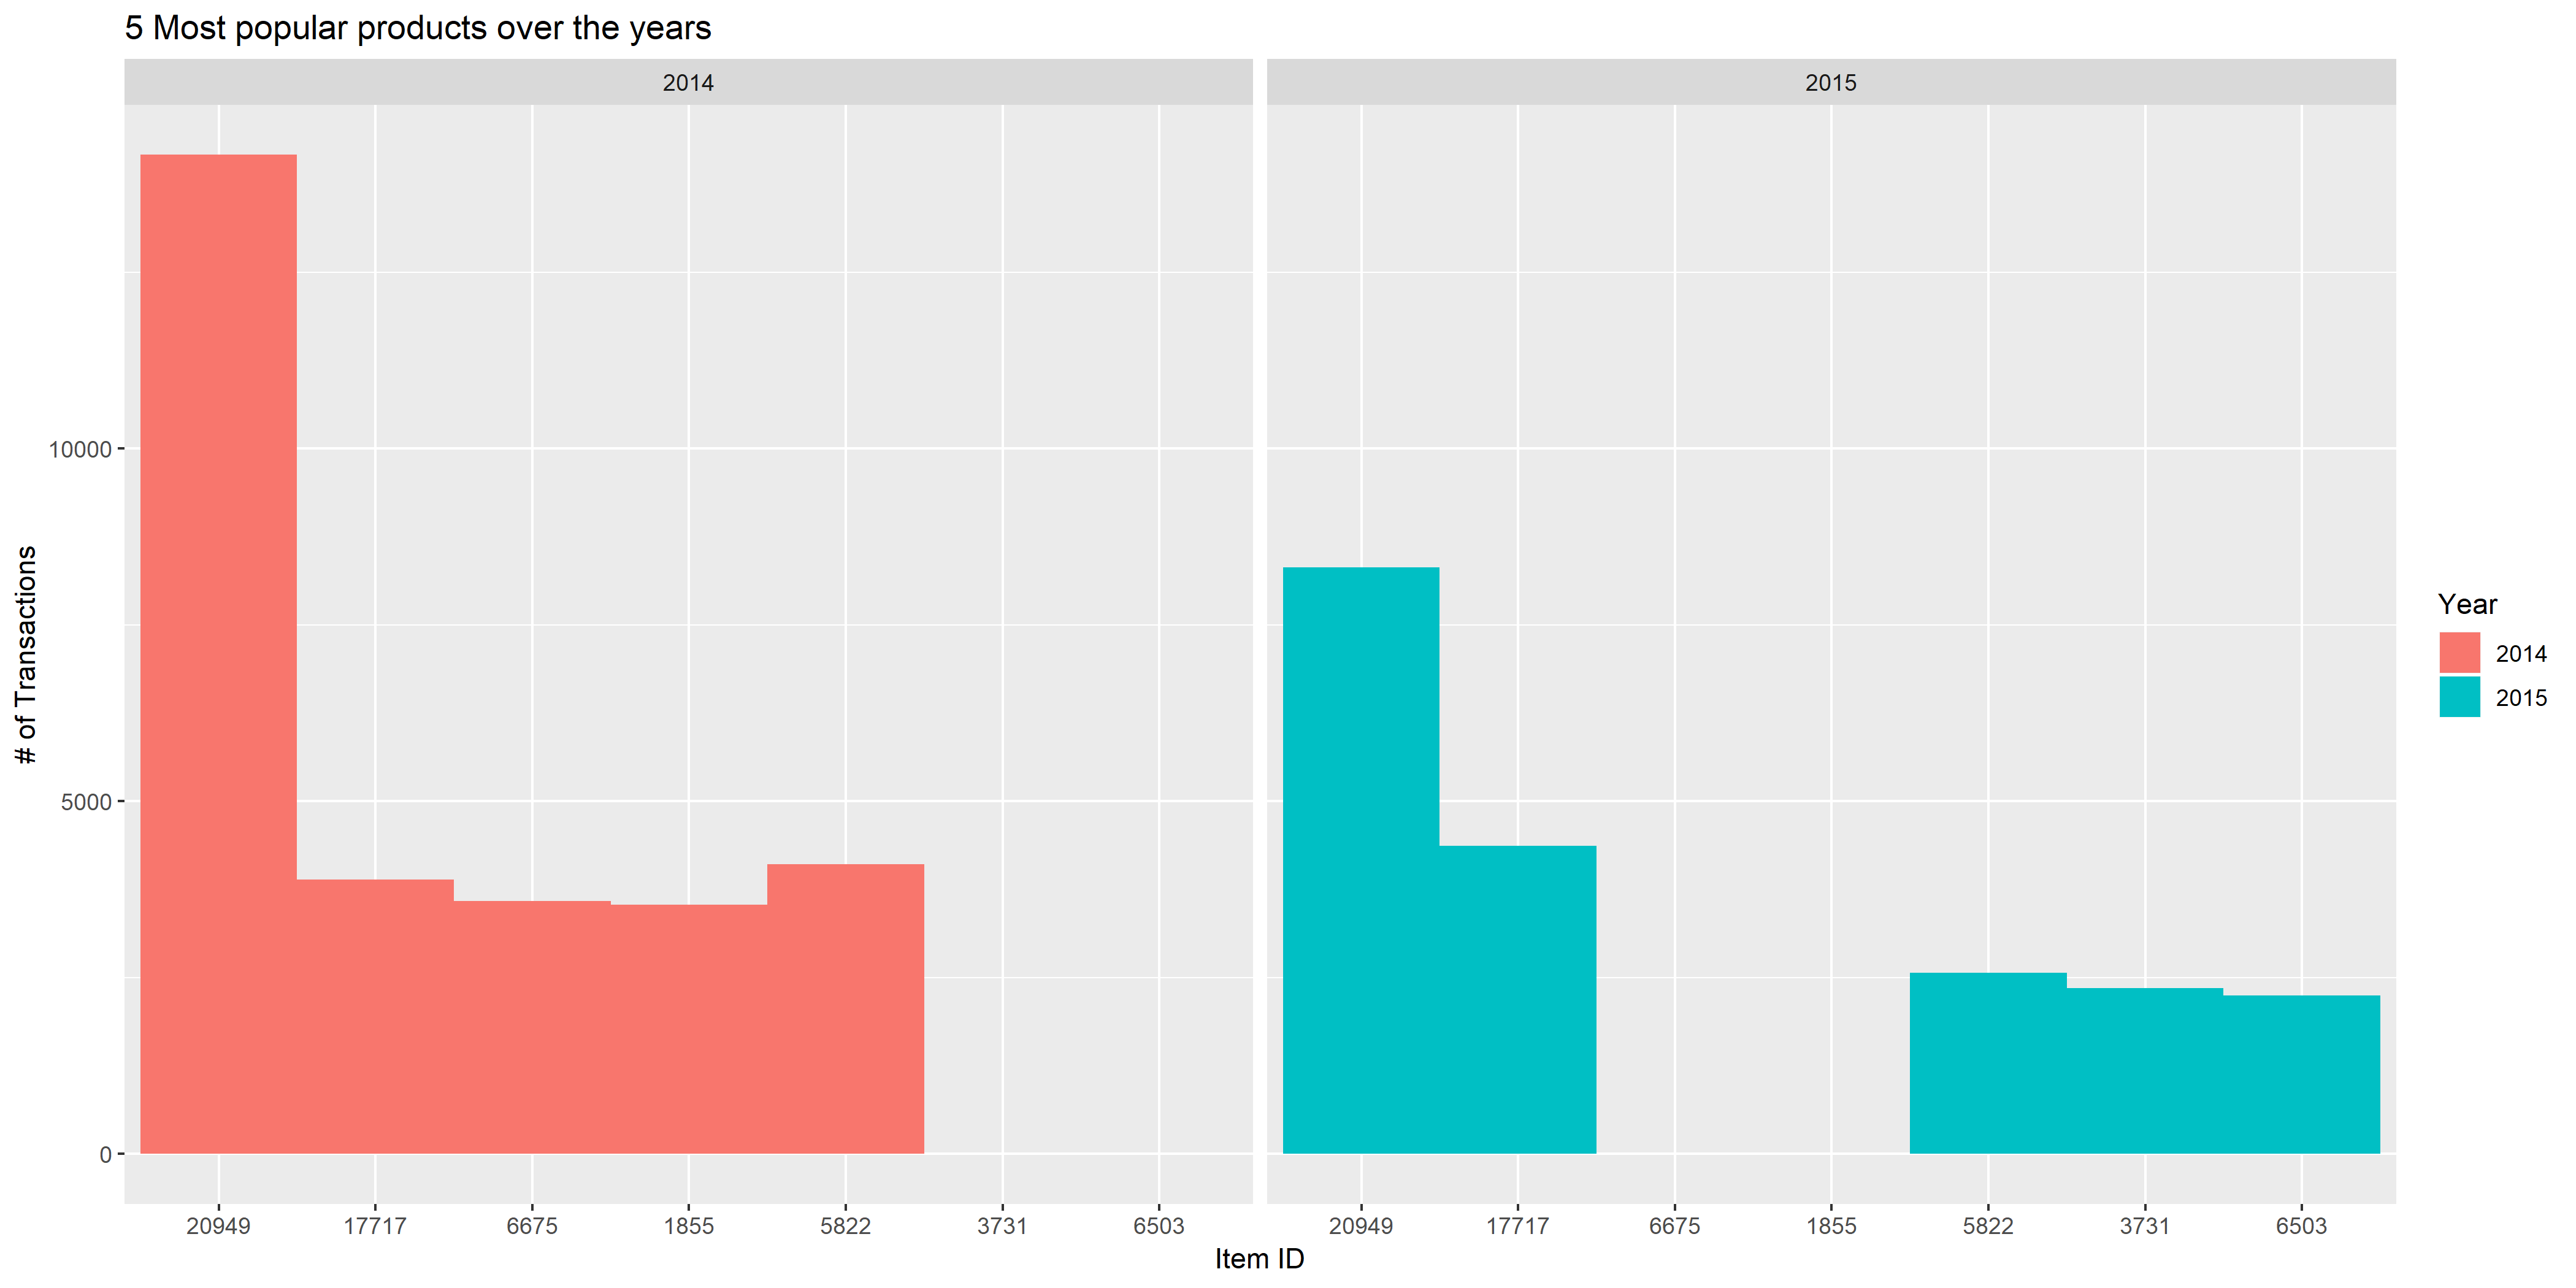 5 Most popular products over the years
2014
2015
# of Transactions
10000
5000
0
20949 17717 6675 1855 5822 3731 6503
20949 17717 6675 1855 5822 3731 6503
Item ID
Year
2014
2015